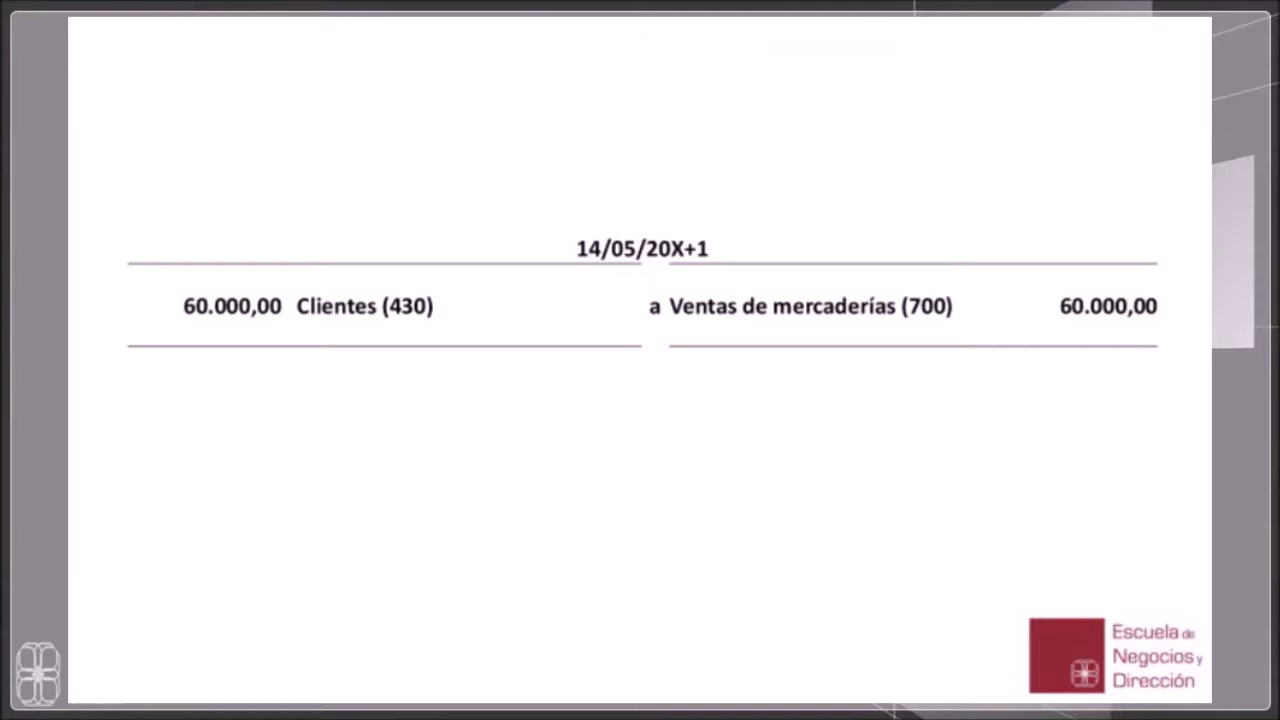 14/05/20X+1
60.000,00 Clientes (430) a Ventas de mercaderías (700) 60.000,00
Escuela de
Negocios y
Dirección